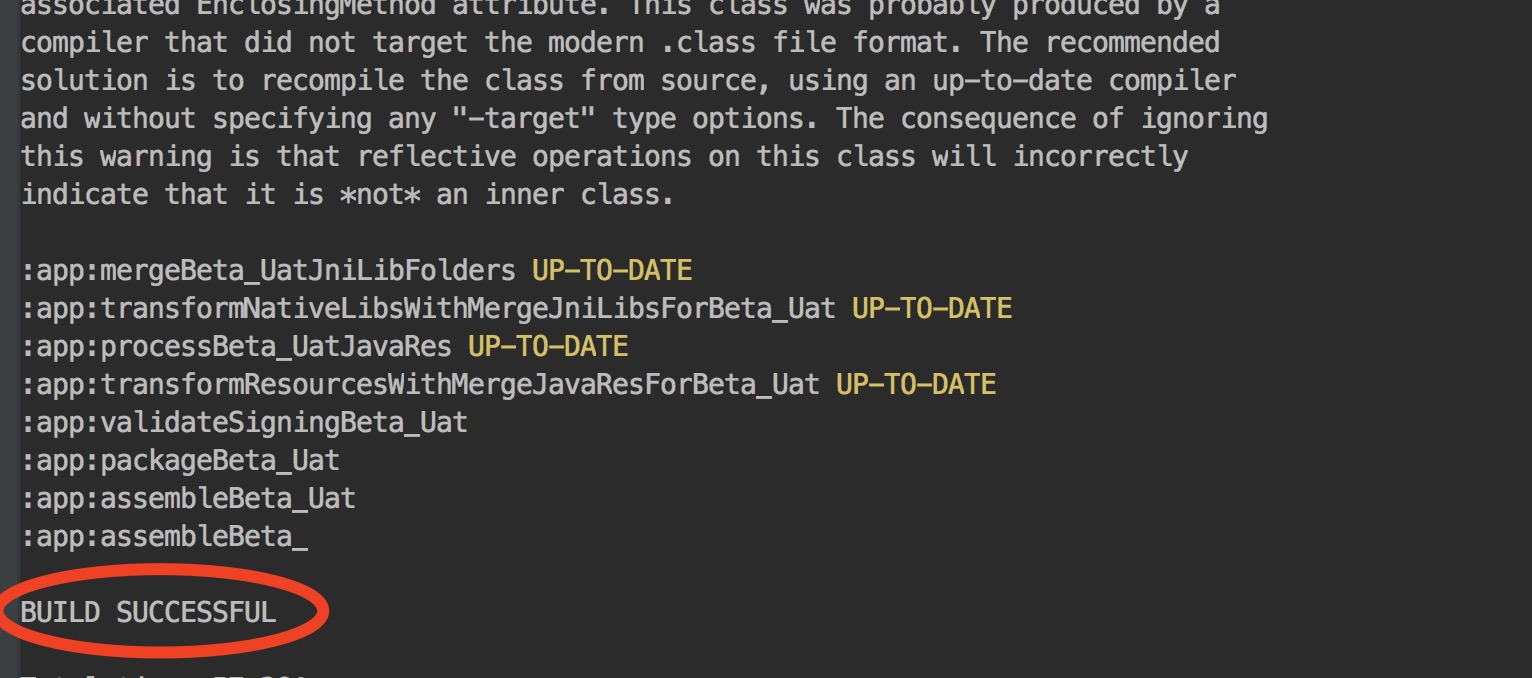 associated EnclosingMethod attribute. This class was probably produced by a
compiler that did not target the modern .class file format. The recommended
solution is to recompile the class from source, using an up-to-date compiler
and without specifying any "-target" type options. The consequence of ignoring
this warning is that reflective operations on this class will incorrectly
indicate that it is *not* an inner class.
:app:mergeBeta_UatJniLibFolders UP-TO-DATE
:app:transformNativeLibsWithMergeJniLibsForBeta_Uat UP-TO-DATE
:app:processBeta_UatJavaRes UP-TO-DATE
:app:transformResourcesWithMergeJavaResForBeta_Uat UP-TO-DATE
:app:validateSigningBeta_Uat
:app:packageBeta_Uat
:app:assembleBeta_Uat
:app:assembleBeta_
BUILD SUCCESSFUL